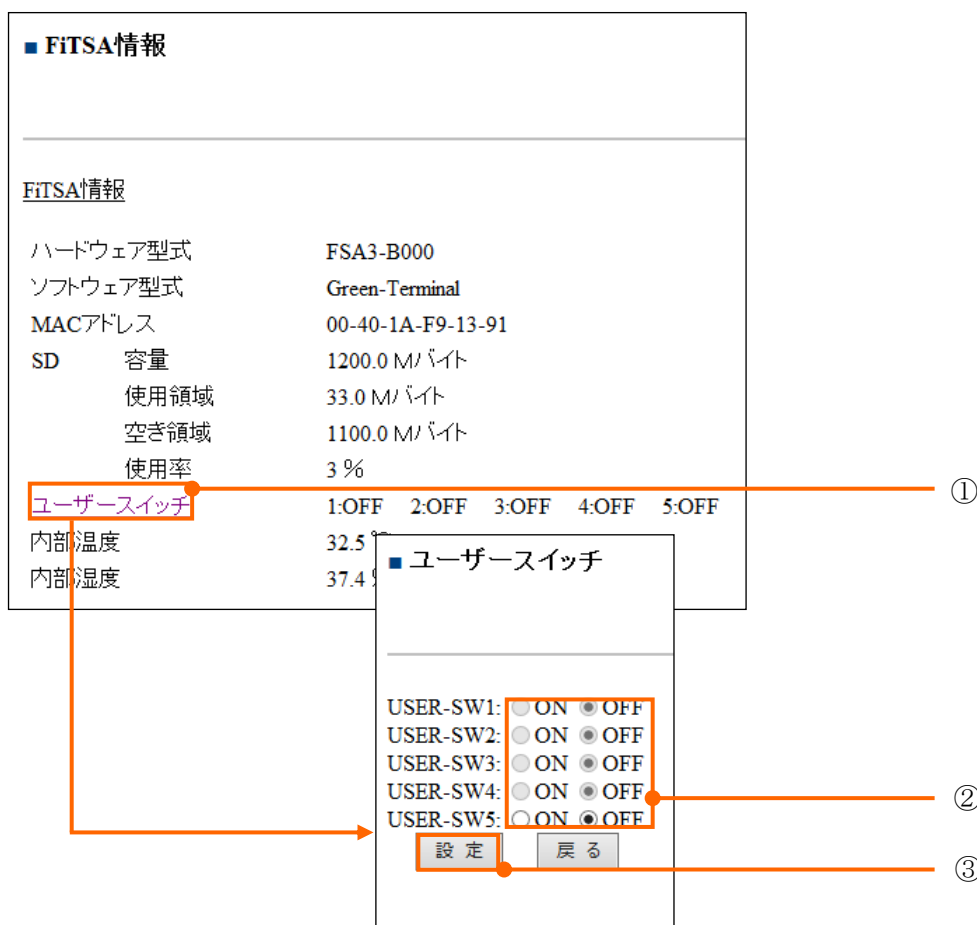 ■ FiTSA情報
FiTSA情報
ハードウェア型式 FSA3-B000
ソフトウェア型式 Green-Terminal
MACアドレス 00-40-1A-F9-13-91
SD 容量 1200.0 Mバイト
使用領域 33.0 Mバイト
空き領域 1100.0 Mバイト
使用率 3 %
ユーザースイッチ 1:OFF 2:OFF 3:OFF 4:OFF 5:OFF
①
内部温度 32.5
内部湿度 37.4
■ ユーザースイッチ
USER-SW1: ON OFF
USER-SW2: ON OFF
USER-SW3: ON OFF
USER-SW4: ON OFF
②
USER-SW5: ON OFF
設 定 戻 る
③